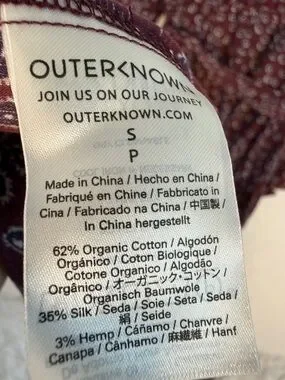 OUTERKNOWN
JOIN US ON OUR JOURNEY
OUTERKNOWN.COM
S
P
Made in China / Hecho en China /
Fabriqué en Chine / Fabbricato in
Cina / Fabricado na China / 中国製 /
In China hergestellt
62% Organic Cotton / Algodón
Orgánico / Coton Biologique /
Cotone Organico / Algodão
Orgânico / オーガニック・コットン /
Organisch Baumwole
35% Silk / Seda / Soie / Seta / Seda /
絹 / Seide
3% Hemp / Cáñamo / Chanvre /
Canapa / Cânhamo / 麻繊維 / Hanf